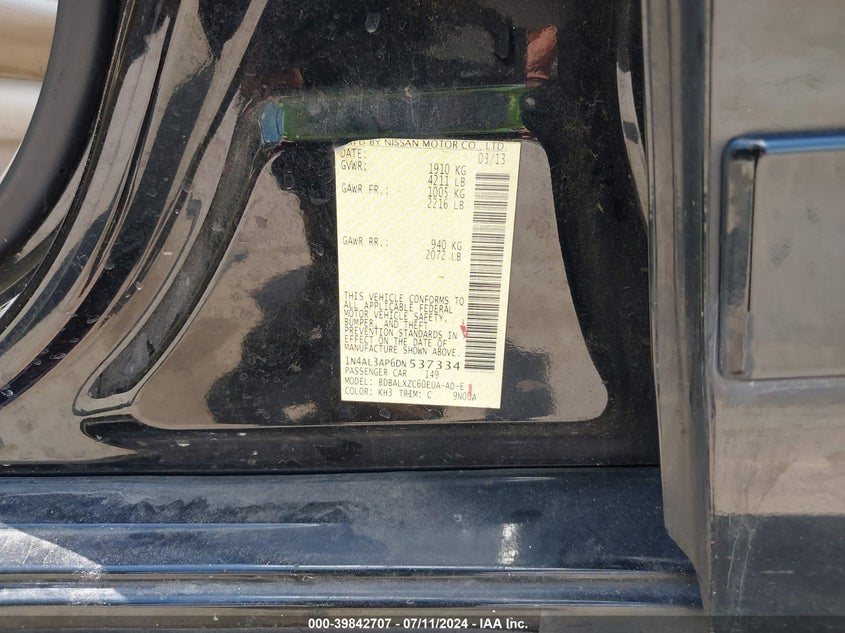 MFD BY NISSAN MOTOR CO., LTD.
DATE: 03/13
GVWR: 1910 KG
4211 LB
GAWR FR.: 1005 KG
2216 LB
GAWR RR.: 940 KG
2072 LB
THIS VEHICLE CONFORMS TO
ALL APPLICABLE FEDERAL
MOTOR VEHICLE SAFETY,
BUMPER, AND THEFT
PREVENTION STANDARDS IN
EFFECT ON THE DATE OF
MANUFACTURE SHOWN ABOVE.
1N4AL3AP6DN537334
PASSENGER CAR 149
MODEL: BDBALXZC6DEUA-AD-E
COLOR: KH3 TRIM: C 9N00A
000-39842707 - 07/11/2024 - IAA Inc.